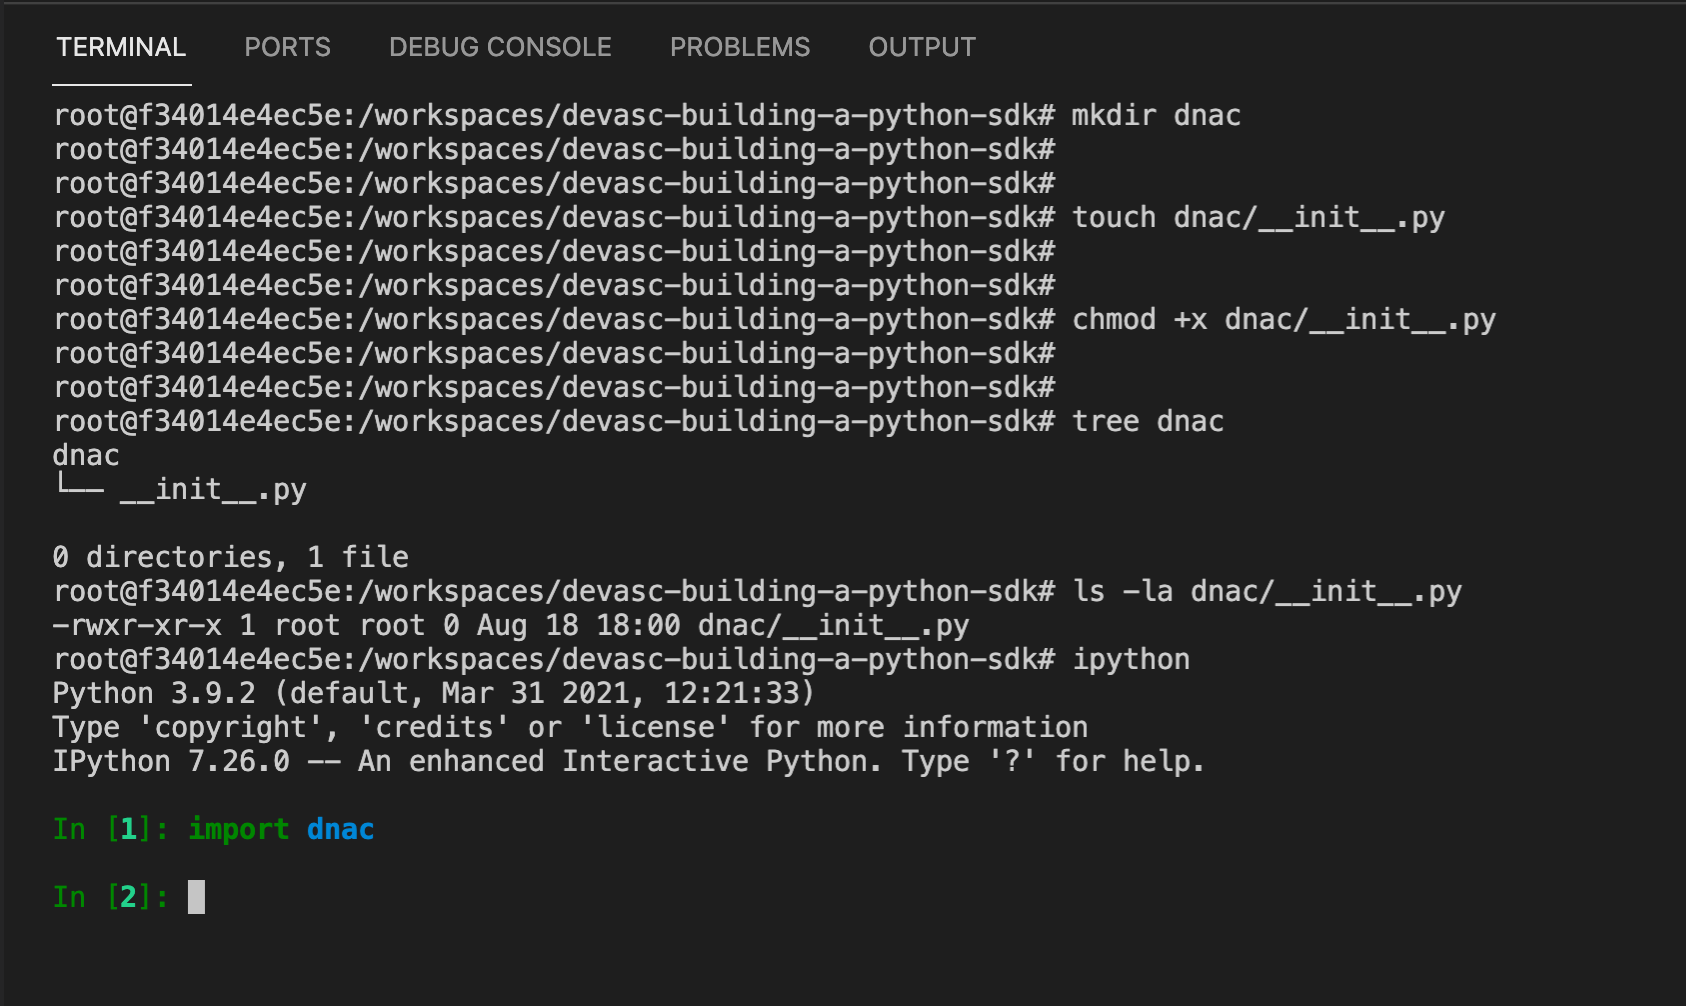 TERMINAL PORTS DEBUG CONSOLE PROBLEMS OUTPUT
root@f34014e4ec5e:/workspaces/devasc-building-a-python-sdk# mkdir dnac
root@f34014e4ec5e:/workspaces/devasc-building-a-python-sdk#
root@f34014e4ec5e:/workspaces/devasc-building-a-python-sdk#
root@f34014e4ec5e:/workspaces/devasc-building-a-python-sdk# touch dnac/__init__.py
root@f34014e4ec5e:/workspaces/devasc-building-a-python-sdk#
root@f34014e4ec5e:/workspaces/devasc-building-a-python-sdk#
root@f34014e4ec5e:/workspaces/devasc-building-a-python-sdk# chmod +x dnac/__init__.py
root@f34014e4ec5e:/workspaces/devasc-building-a-python-sdk#
root@f34014e4ec5e:/workspaces/devasc-building-a-python-sdk#
root@f34014e4ec5e:/workspaces/devasc-building-a-python-sdk# tree dnac
dnac
└── __init__.py
0 directories, 1 file
root@f34014e4ec5e:/workspaces/devasc-building-a-python-sdk# ls -la dnac/__init__.py
-rwxr-xr-x 1 root root 0 Aug 18 18:00 dnac/__init__.py
root@f34014e4ec5e:/workspaces/devasc-building-a-python-sdk# ipython
Python 3.9.2 (default, Mar 31 2021, 12:21:33)
Type 'copyright', 'credits' or 'license' for more information
IPython 7.26.0 -- An enhanced Interactive Python. Type '?' for help.
In [1]: import dnac
In [2]: